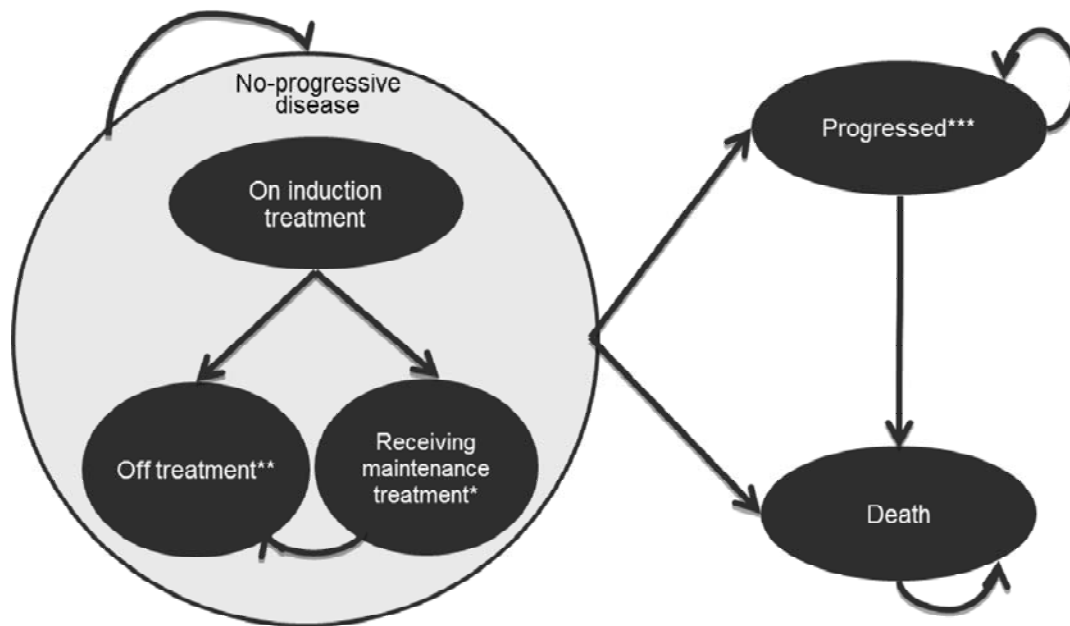 No-progressive
disease
On induction
treatment
Off treatment**
Receiving
maintenance
treatment*
Progressed***
Death